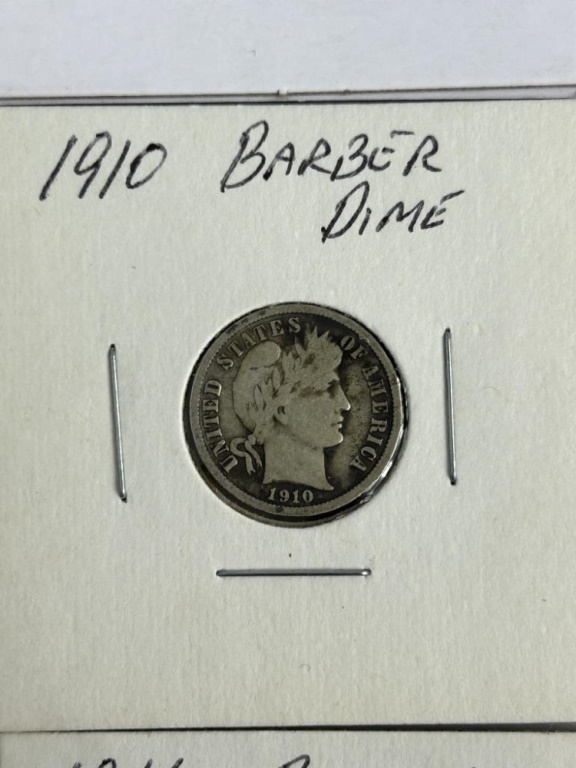 1910 BARBER
DIME
UNITED STATES OF AMERICA
1910